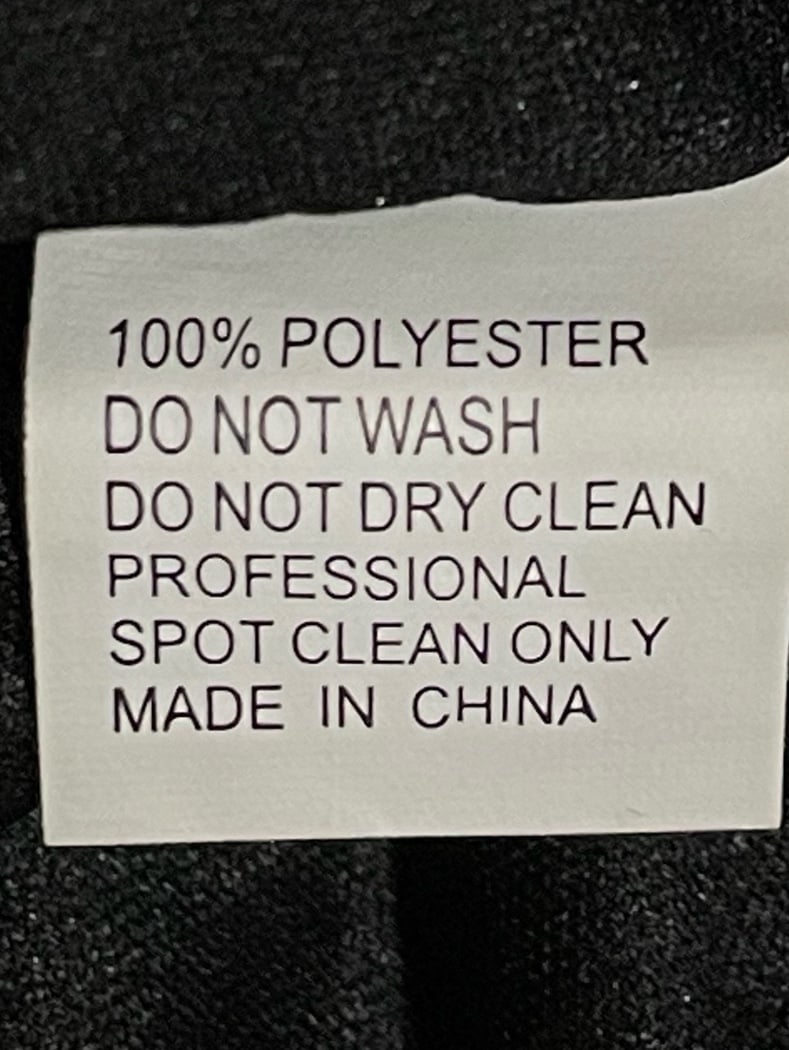 100% POLYESTER
DO NOT WASH
DO NOT DRY CLEAN
PROFESSIONAL
SPOT CLEAN ONLY
MADE IN CHINA